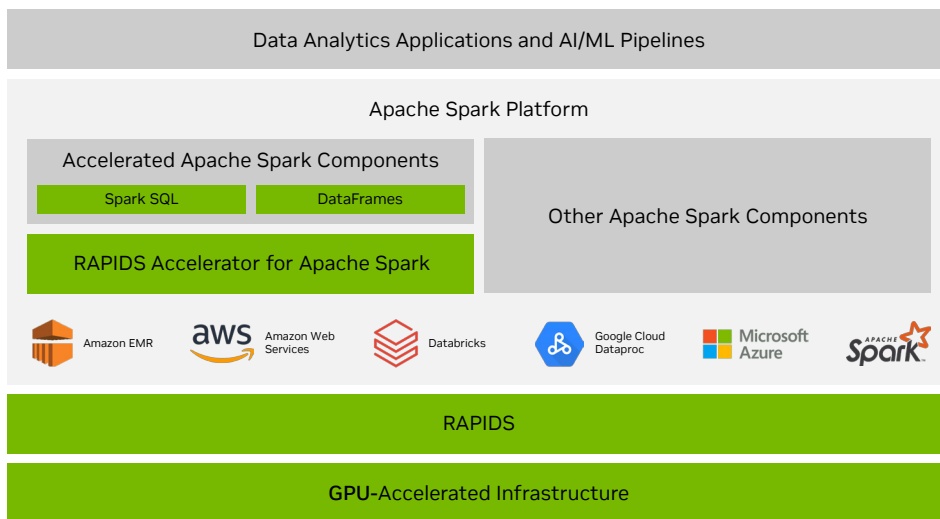 Data Analytics Applications and AI/ML Pipelines
Apache Spark Platform
Accelerated Apache Spark Components
Spark SQL
DataFrames
Other Apache Spark Components
RAPIDS Accelerator for Apache Spark
Amazon EMR
aws
Amazon Web
Services
Databricks
Google Cloud
Dataproc
Microsoft
Azure
APACHE
Spark™
RAPIDS
GPU-Accelerated Infrastructure